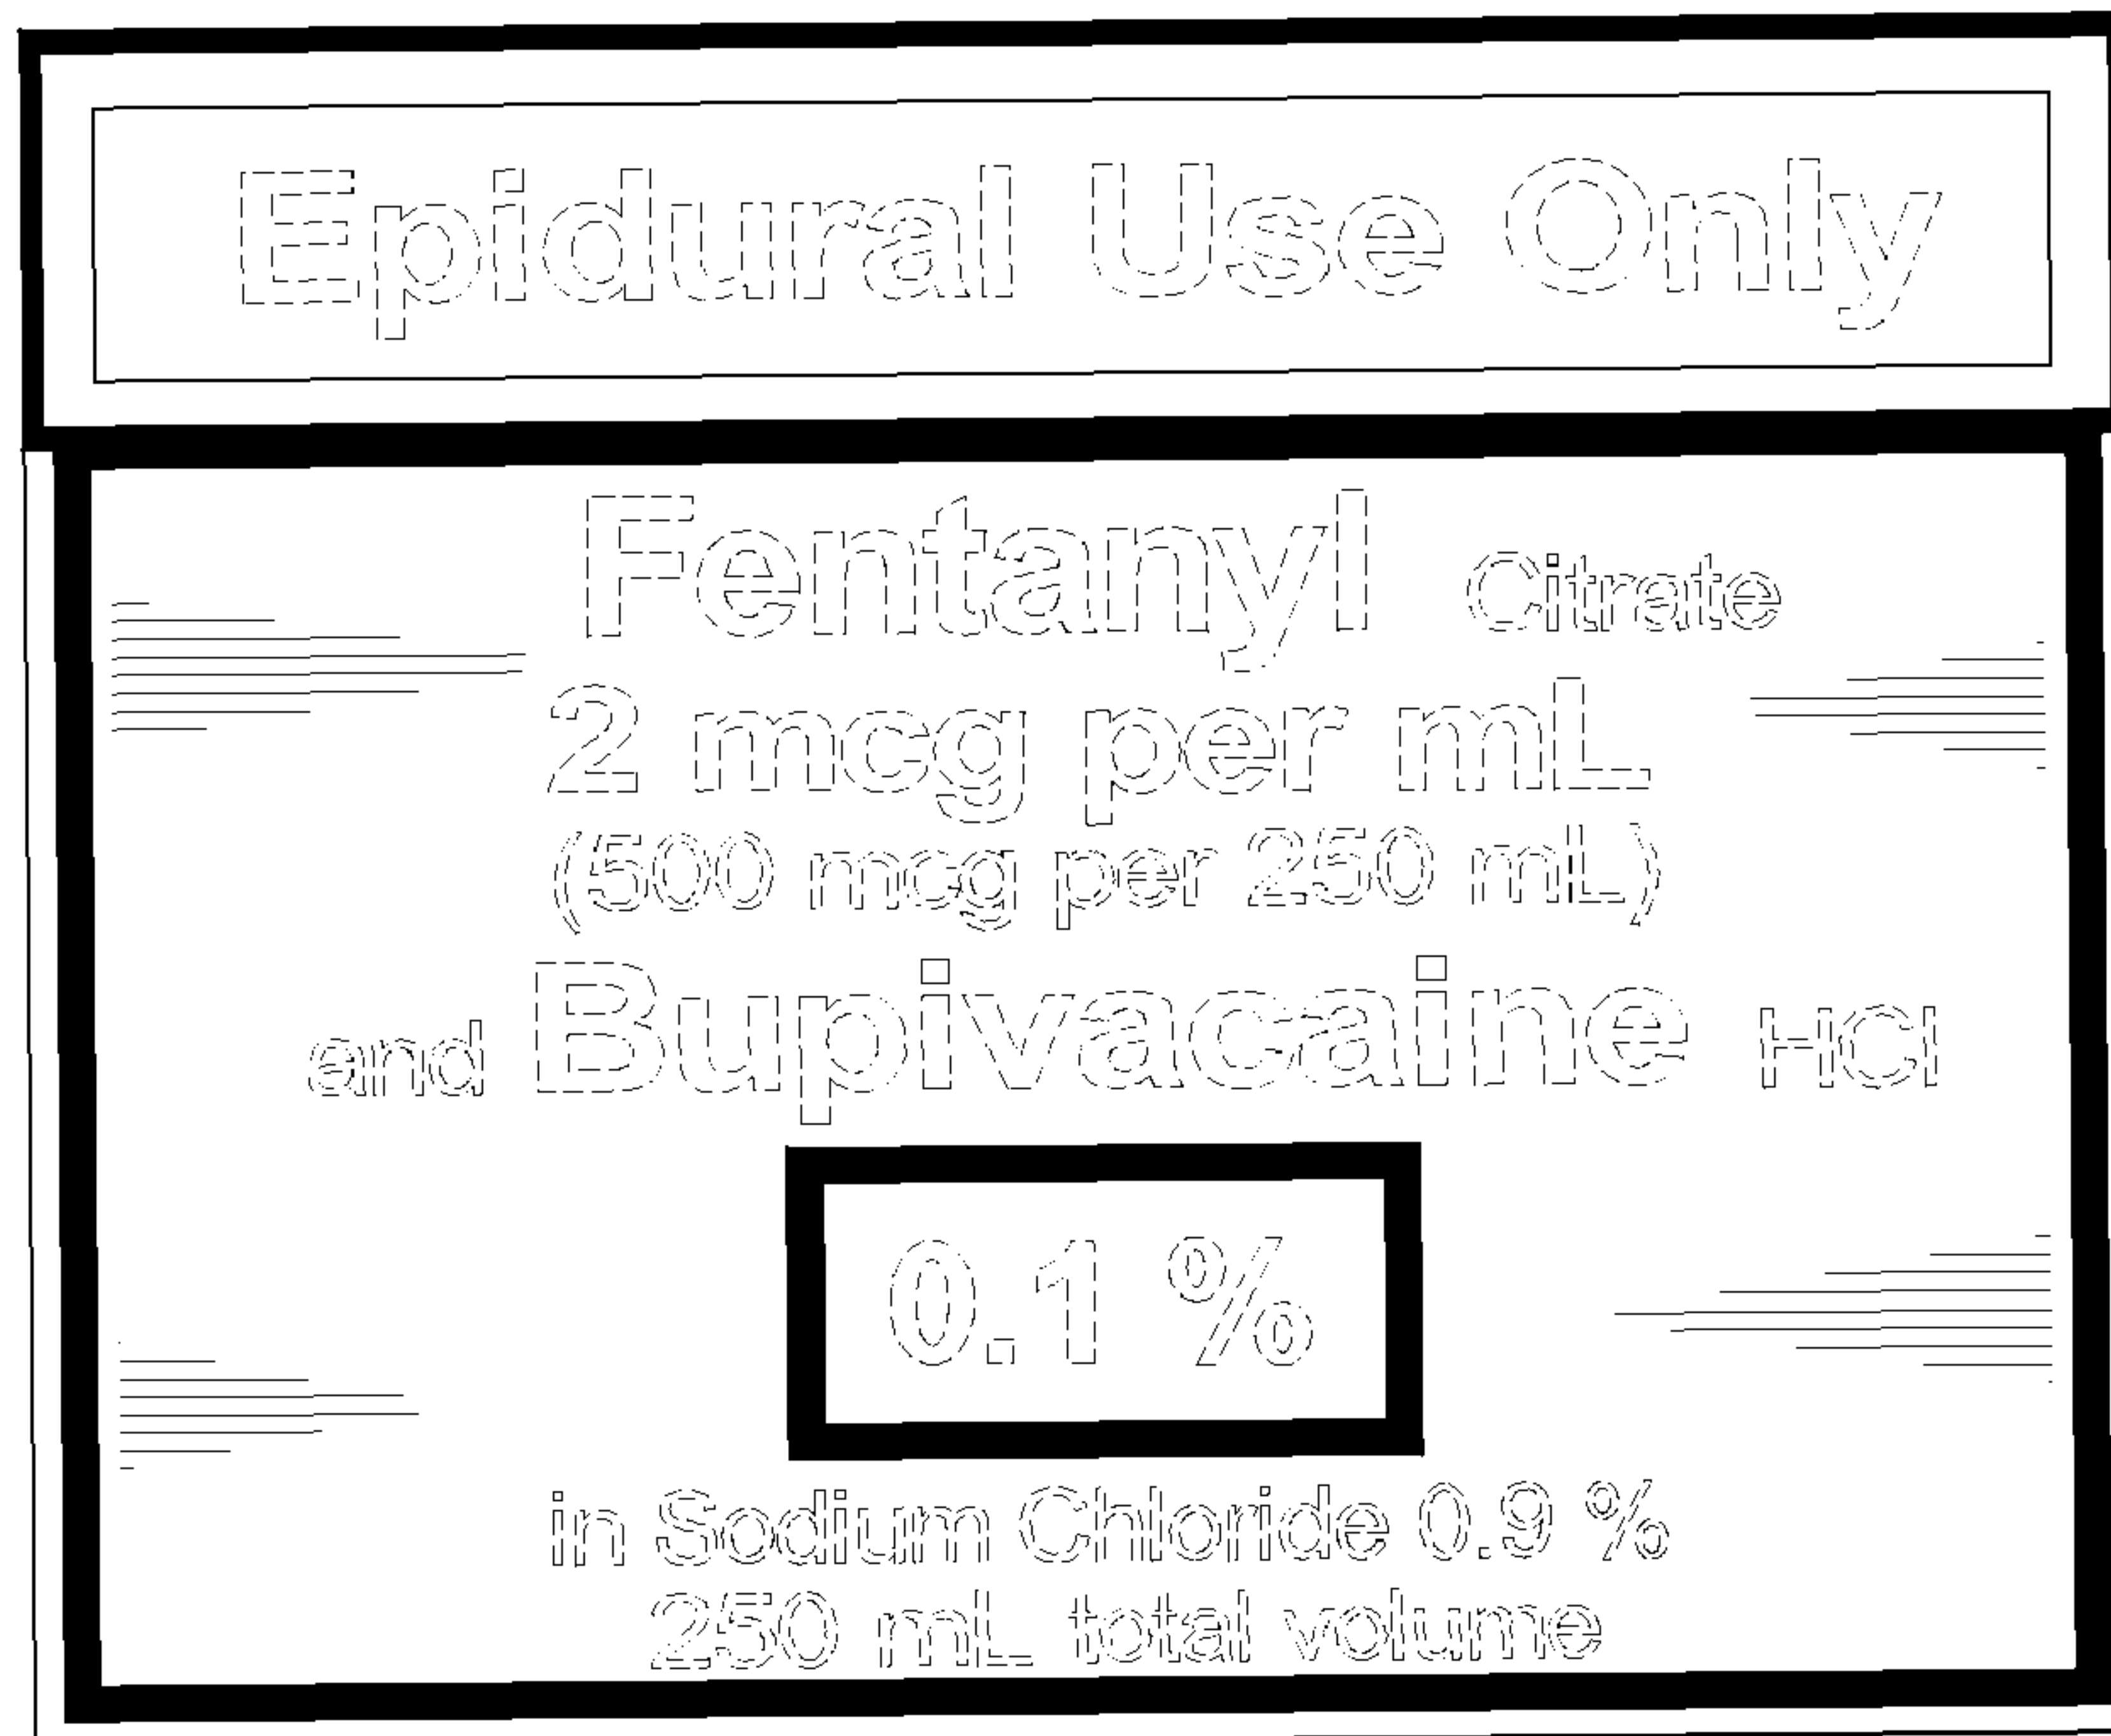 Epidural Use Only
Fentanyl Citrate
2 mcg per mL
(500 mcg per 250 mL)
and Bupivacaine HCl
0.1 %
in Sodium Chloride 0.9 %
250 mL total volume